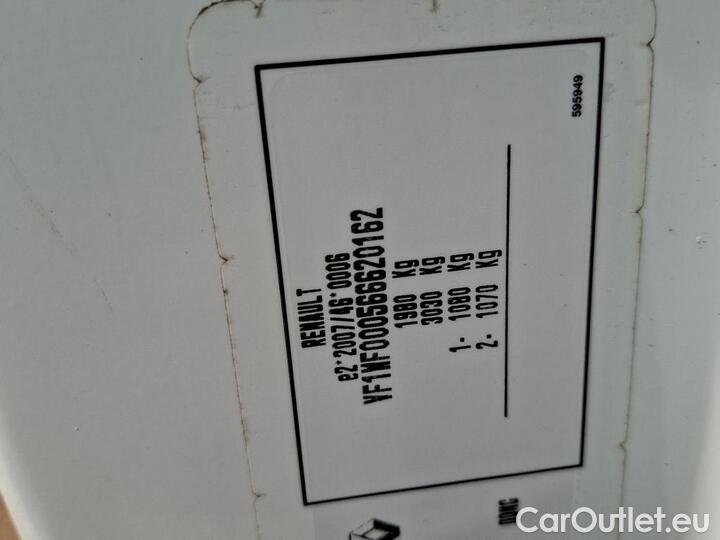 RENAULT
e2*2007/46*0006
VF1MF000566620162
1980 Kg
3030 Kg
1- 1080 Kg
2- 1070 Kg
595949
CarOutlet.eu